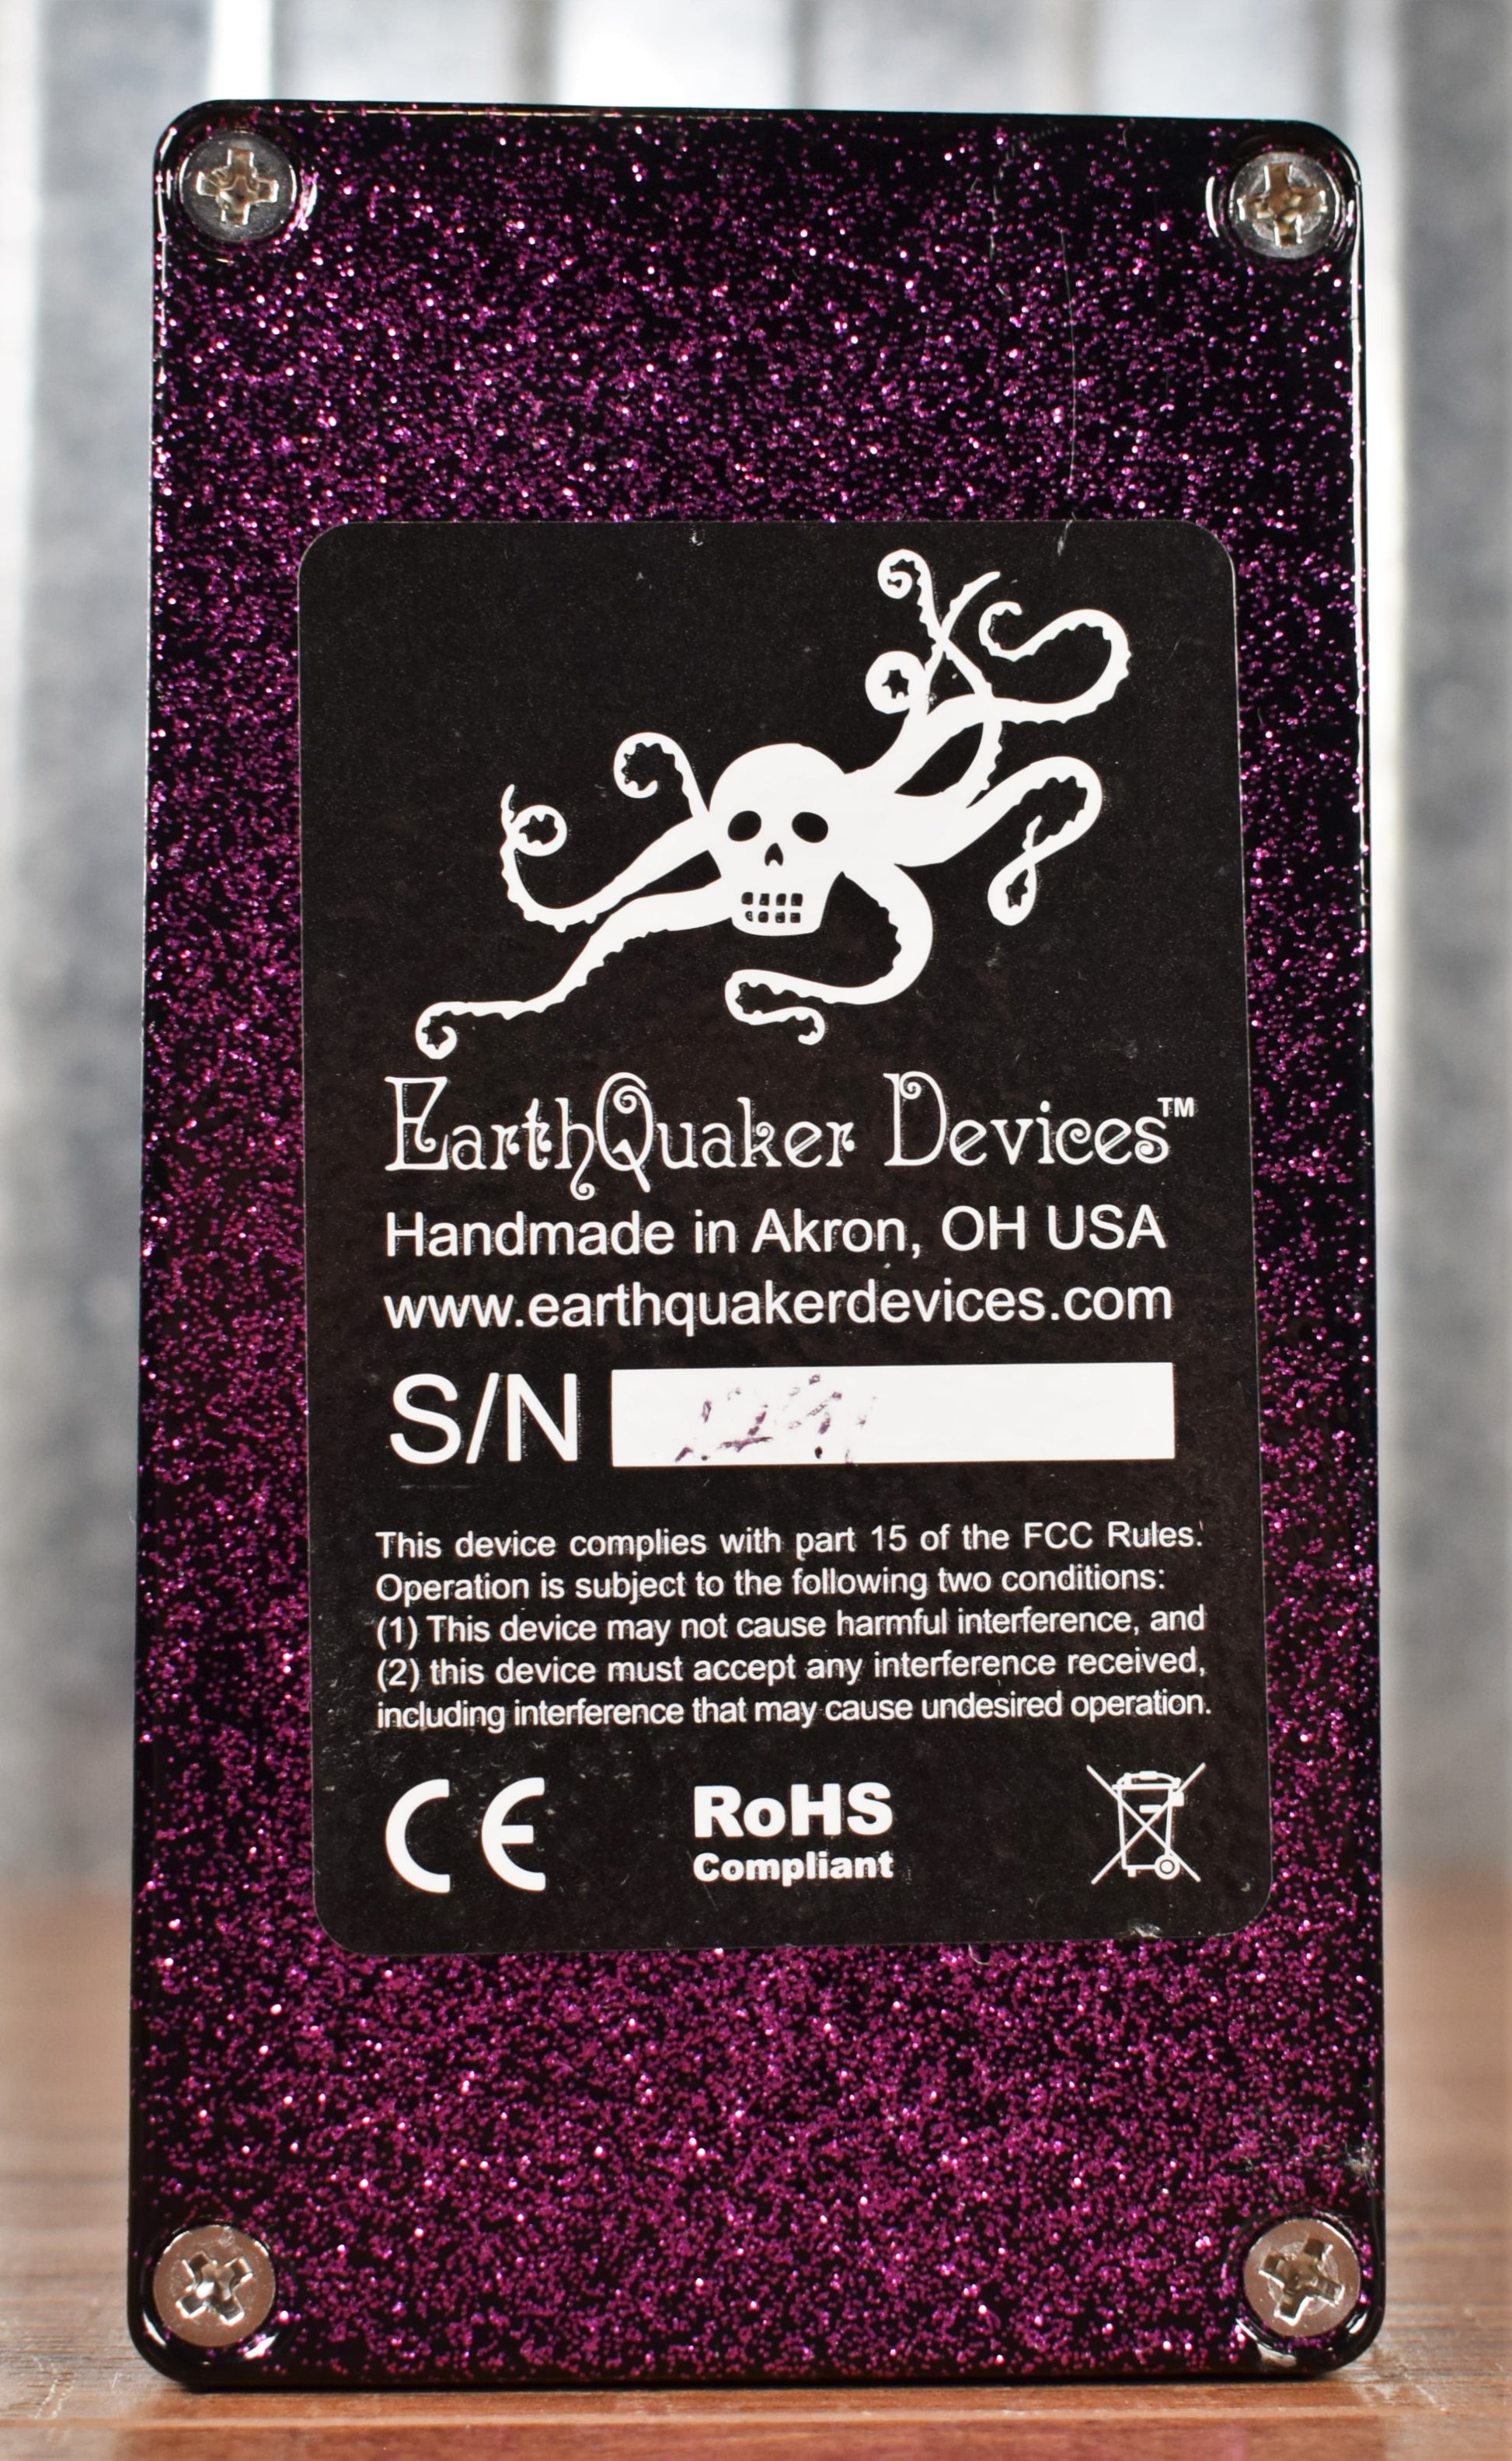 EarthQuaker Devices™
Handmade in Akron, OH USA
www.earthquakerdevices.com
S/N
This device complies with part 15 of the FCC Rules.
Operation is subject to the following two conditions:
(1) This device may not cause harmful interference, and
(2) this device must accept any interference received,
including interference that may cause undesired operation.
CE RoHS
Compliant